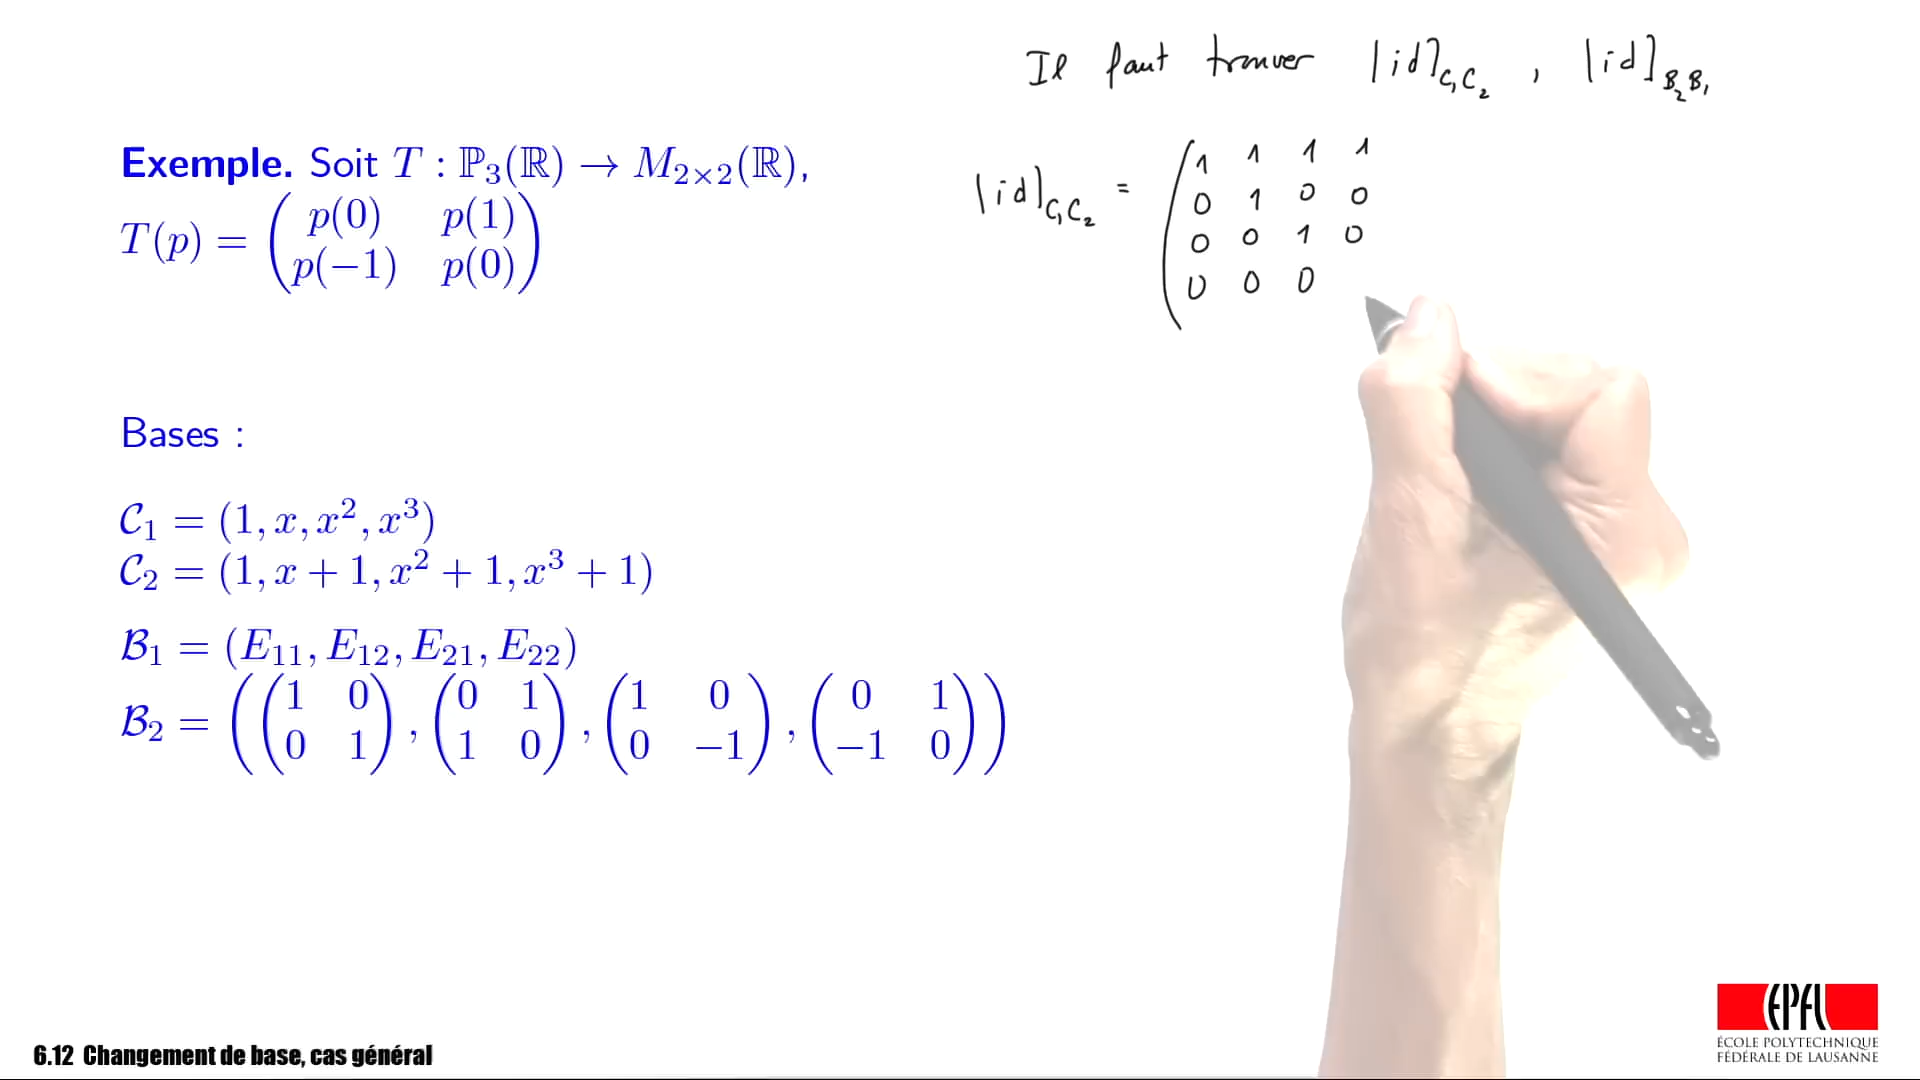 Il faut trouver [id]_{C₁C₂} , [id]_{B₂B₁}
Exemple. Soit T : ℙ₃(ℝ) → M₂ₓ₂(ℝ),
T(p) = ( p(0) p(1)
p(−1) p(0) )
[id]_{C₁C₂} = ( 1 1 1 1
0 1 0 0
0 0 1 0
0 0 0
Bases :
𝒞₁ = (1, x, x², x³)
𝒞₂ = (1, x + 1, x² + 1, x³ + 1)
ℬ₁ = (E₁₁, E₁₂, E₂₁, E₂₂)
ℬ₂ = ( ( 1 0 ; 0 1 ) , ( 0 1 ; 1 0 ) , ( 1 0 ; 0 −1 ) , ( 0 1 ; −1 0 ) )
EPFL
ÉCOLE POLYTECHNIQUE
FÉDÉRALE DE LAUSANNE
6.12 Changement de base, cas général